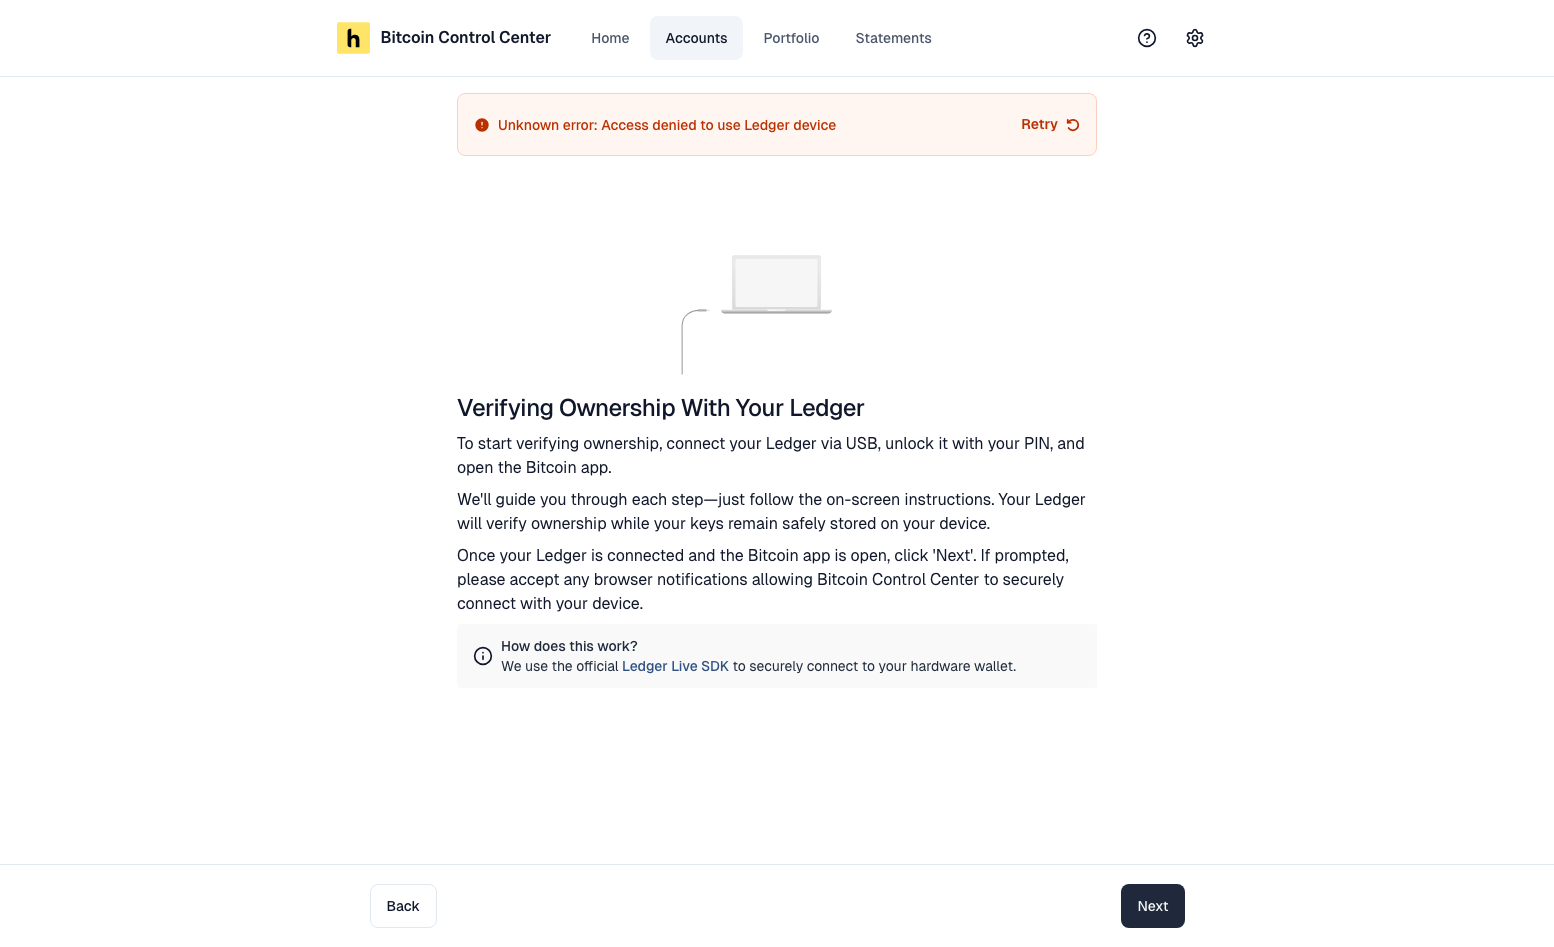 h Bitcoin Control Center Home Accounts Portfolio Statements
Unknown error: Access denied to use Ledger device Retry
Verifying Ownership With Your Ledger
To start verifying ownership, connect your Ledger via USB, unlock it with your PIN, and
open the Bitcoin app.
We'll guide you through each step—just follow the on-screen instructions. Your Ledger
will verify ownership while your keys remain safely stored on your device.
Once your Ledger is connected and the Bitcoin app is open, click 'Next'. If prompted,
please accept any browser notifications allowing Bitcoin Control Center to securely
connect with your device.
How does this work?
We use the official Ledger Live SDK to securely connect to your hardware wallet.
Back Next